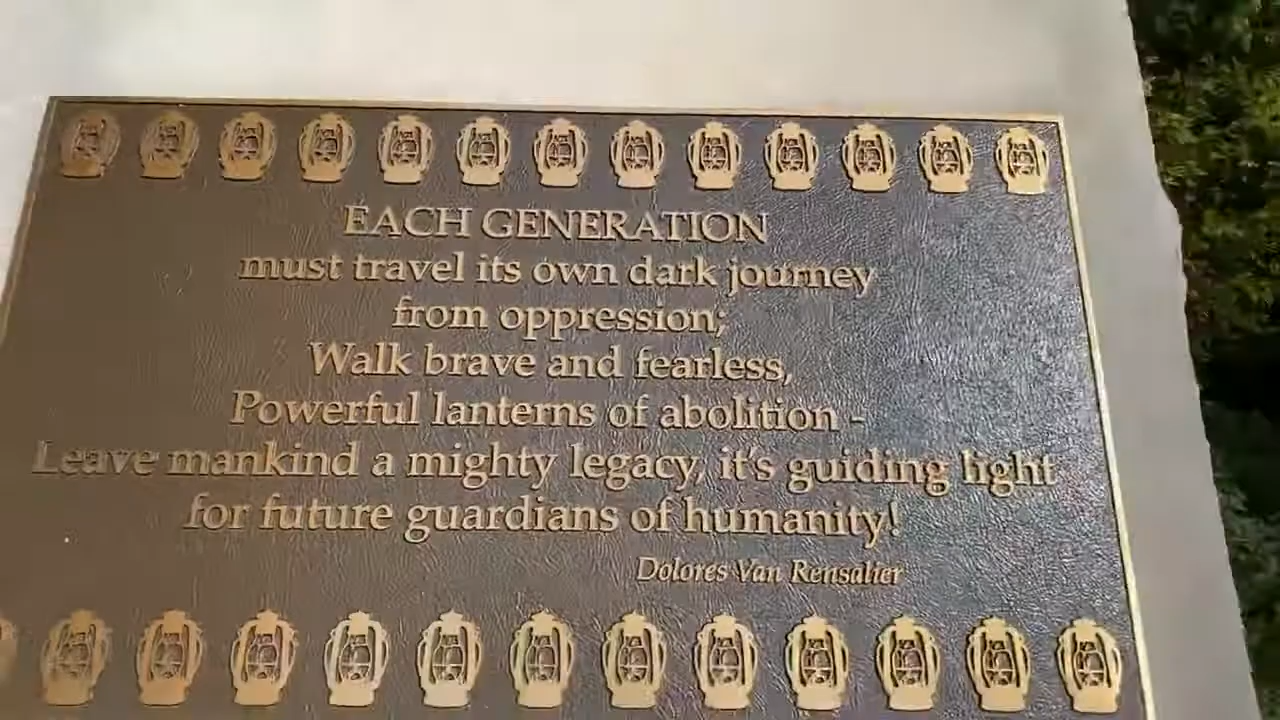 EACH GENERATION
must travel its own dark journey
from oppression;
Walk brave and fearless,
Powerful lanterns of abolition -
Leave mankind a mighty legacy, it's guiding light
for future guardians of humanity!
Dolores Van Rensalier